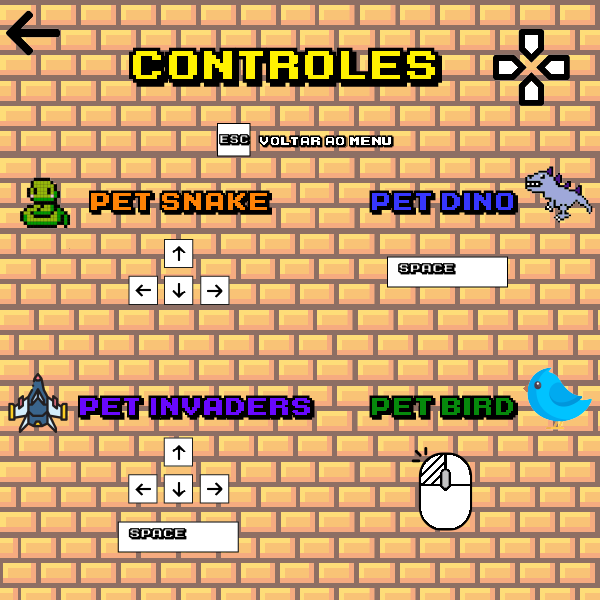 CONTROLES
ESC VOLTAR AO MENU
PET SNAKE
PET DINO
SPACE
PET INVADERS
PET BIRD
SPACE